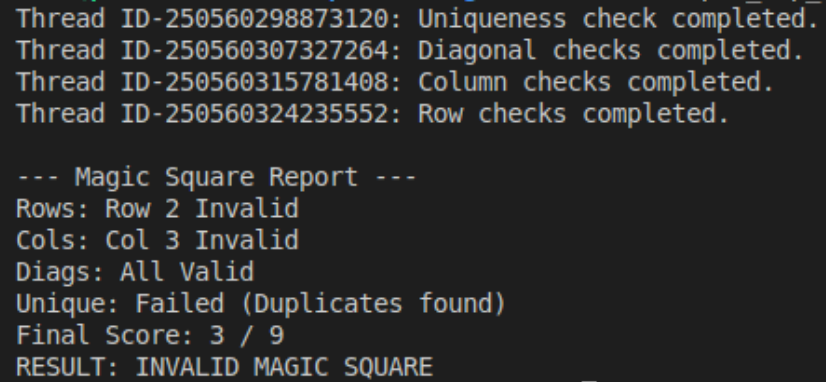 Thread ID-250560298873120: Uniqueness check completed.
Thread ID-250560307327264: Diagonal checks completed.
Thread ID-250560315781408: Column checks completed.
Thread ID-250560324235552: Row checks completed.
--- Magic Square Report ---
Rows: Row 2 Invalid
Cols: Col 3 Invalid
Diags: All Valid
Unique: Failed (Duplicates found)
Final Score: 3 / 9
RESULT: INVALID MAGIC SQUARE